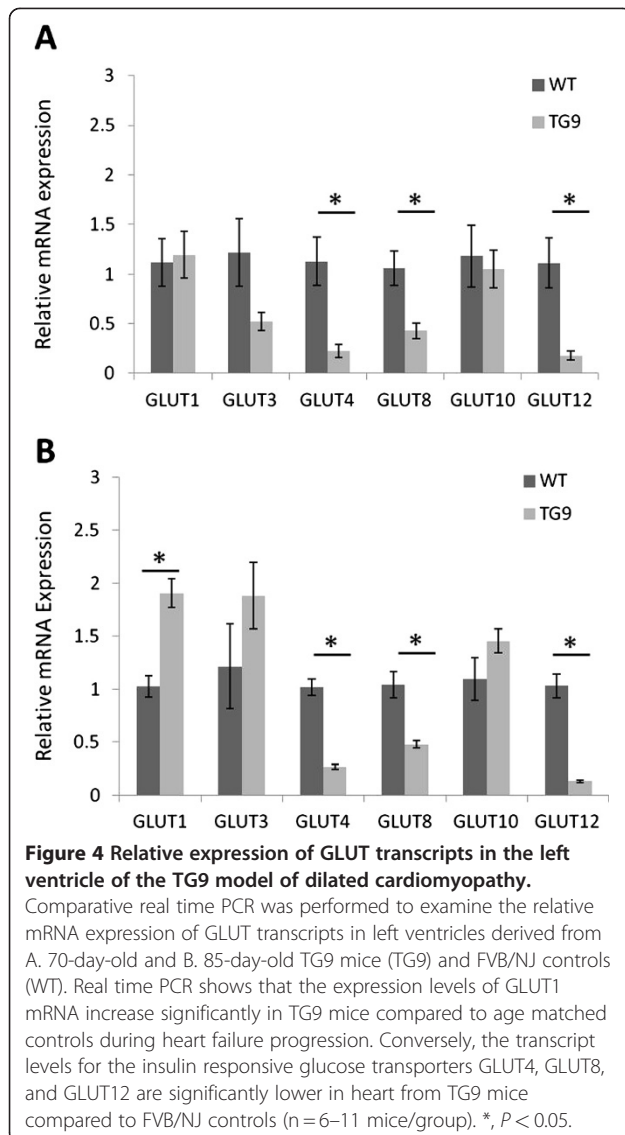 A
3
2.5
2
1.5
1
0.5
0
Relative mRNA expression
WT
TG9
*
*
*
GLUT1 GLUT3 GLUT4 GLUT8 GLUT10 GLUT12
B
3
2.5
2
1.5
1
0.5
0
Relative mRNA Expression
WT
TG9
*
*
*
*
GLUT1 GLUT3 GLUT4 GLUT8 GLUT10 GLUT12
Figure 4 Relative expression of GLUT transcripts in the left
ventricle of the TG9 model of dilated cardiomyopathy.
Comparative real time PCR was performed to examine the relative
mRNA expression of GLUT transcripts in left ventricles derived from
A. 70-day-old and B. 85-day-old TG9 mice (TG9) and FVB/NJ controls
(WT). Real time PCR shows that the expression levels of GLUT1
mRNA increase significantly in TG9 mice compared to age matched
controls during heart failure progression. Conversely, the transcript
levels for the insulin responsive glucose transporters GLUT4, GLUT8,
and GLUT12 are significantly lower in heart from TG9 mice
compared to FVB/NJ controls (n = 6–11 mice/group). *, P < 0.05.